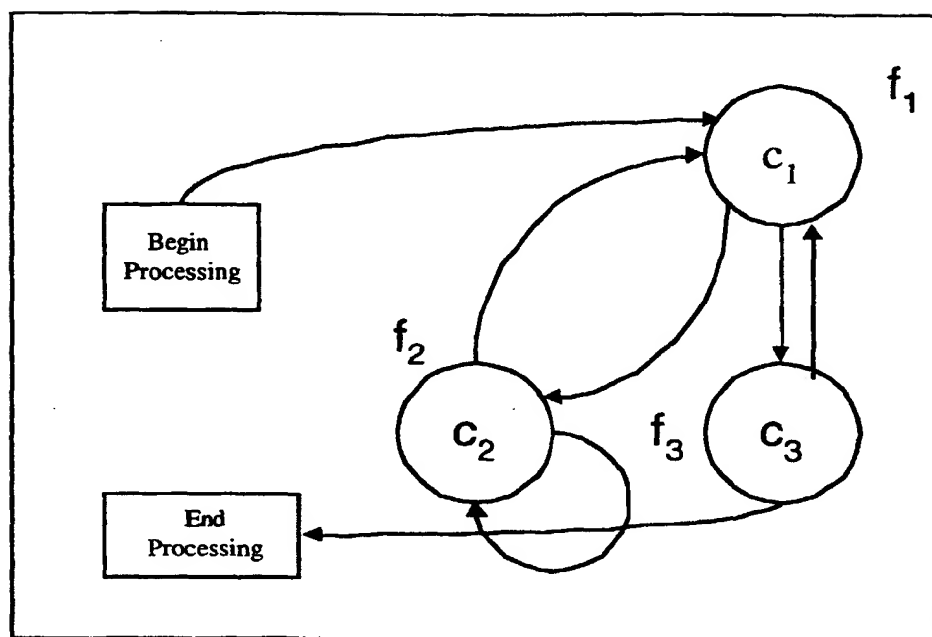 f₁
c₁
Begin
Processing
f₂
c₂
f₃
c₃
End
Processing